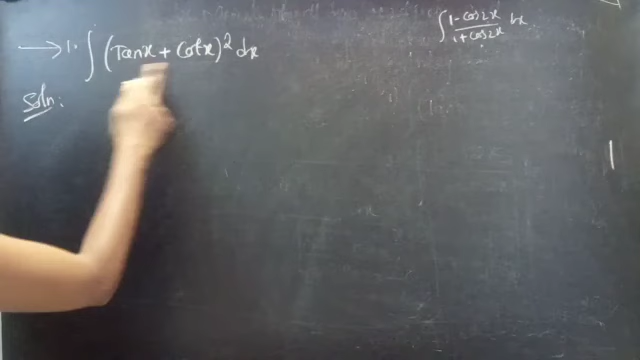 → 1. ∫ (Tanx + Cotx)² dx
∫ 1-cos2x / 1+cos2x dx
Soln: